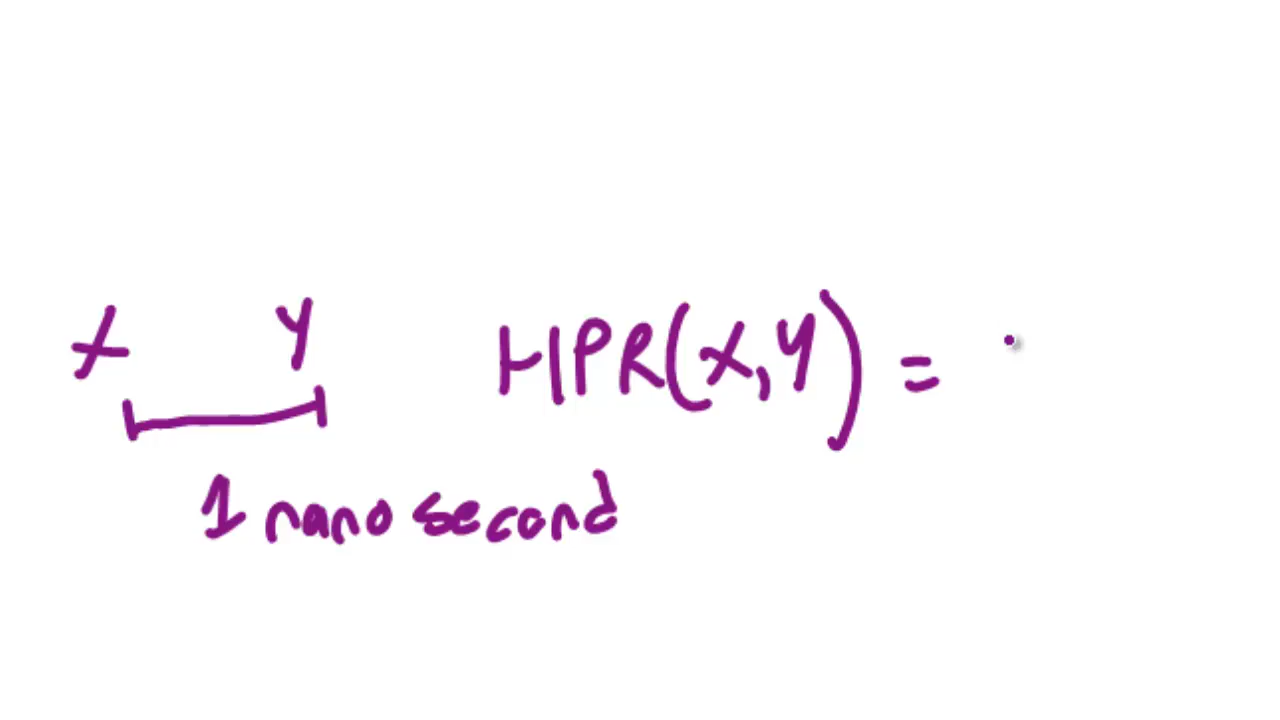 X Y HPR(X,Y) =
1 nano second